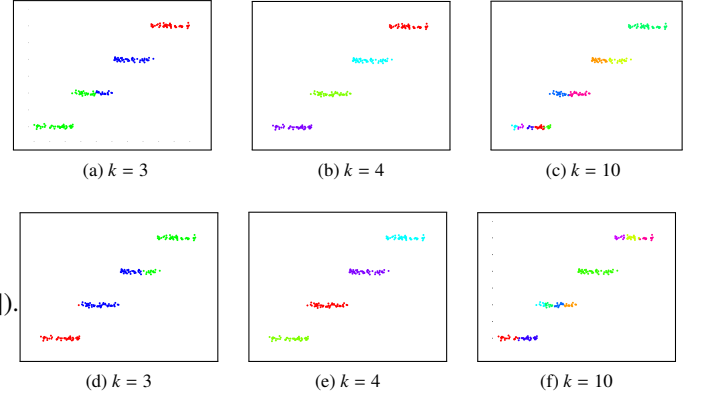 (a) k = 3
(b) k = 4
(c) k = 10
]).
(d) k = 3
(e) k = 4
(f) k = 10